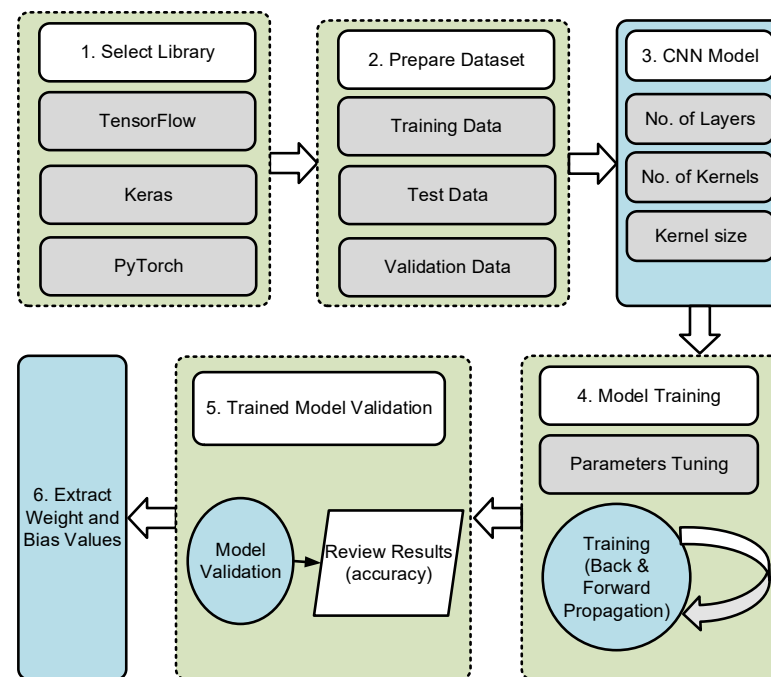 1. Select Library
TensorFlow
Keras
PyTorch
2. Prepare Dataset
Training Data
Test Data
Validation Data
3. CNN Model
No. of Layers
No. of Kernels
Kernel size
4. Model Training
Parameters Tuning
Training
(Back &
Forward
Propagation)
5. Trained Model Validation
Model
Validation
Review Results
(accuracy)
6. Extract
Weight and
Bias Values